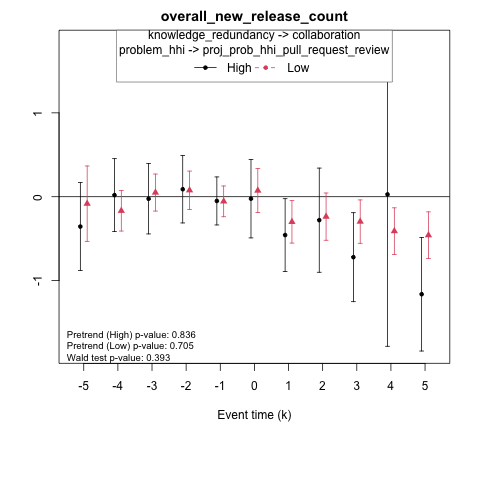 overall_new_release_count
knowledge_redundancy -> collaboration
problem_hhi -> proj_prob_hhi_pull_request_review
High Low
1
0
-1
Pretrend (High) p-value: 0.836
Pretrend (Low) p-value: 0.705
Wald test p-value: 0.393
-5 -4 -3 -2 -1 0 1 2 3 4 5
Event time (k)